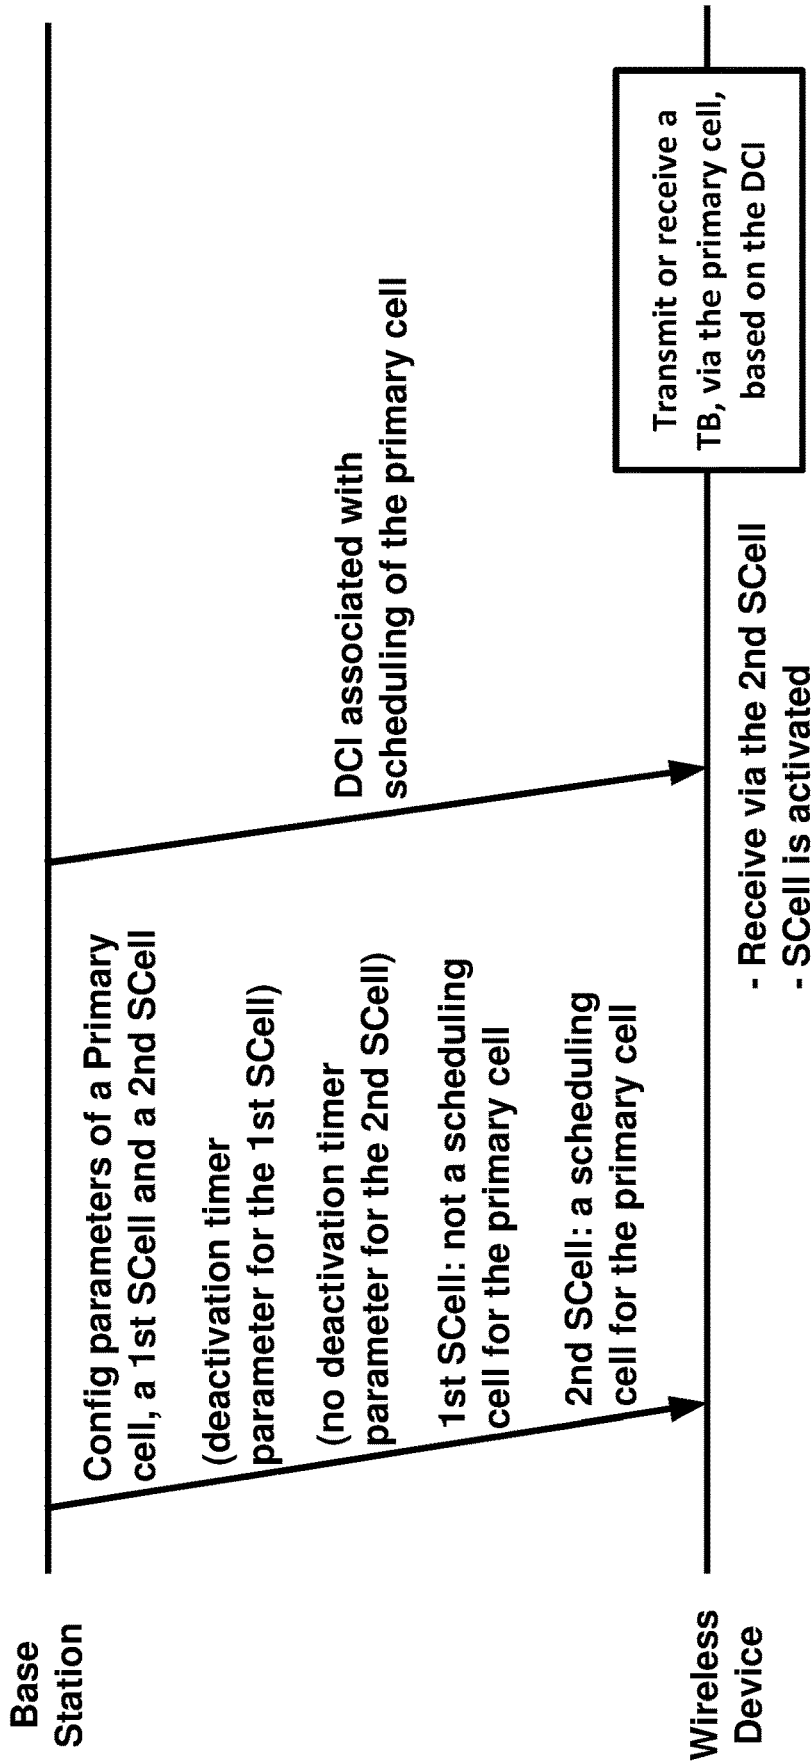 Base
Station
Config parameters of a Primary
cell, a 1st SCell and a 2nd SCell
(deactivation timer
parameter for the 1st SCell)
(no deactivation timer
parameter for the 2nd SCell)
1st SCell: not a scheduling
cell for the primary cell
2nd SCell: a scheduling
cell for the primary cell
DCI associated with
scheduling of the primary cell
Wireless
Device
- Receive via the 2nd SCell
- SCell is activated
Transmit or receive a
TB, via the primary cell,
based on the DCI